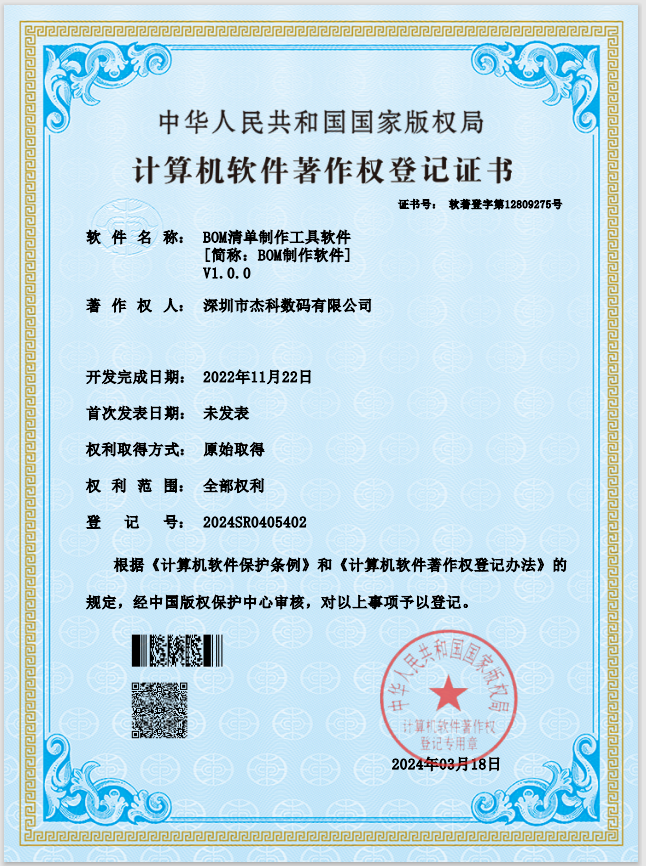 中华人民共和国国家版权局
计算机软件著作权登记证书
证书号： 软著登字第12809275号
软件名称： BOM清单制作工具软件
[简称：BOM制作软件]
V1.0.0
著作权人： 深圳市杰科数码有限公司
开发完成日期： 2022年11月22日
首次发表日期： 未发表
权利取得方式： 原始取得
权利范围： 全部权利
登记号： 2024SR0405402
根据《计算机软件保护条例》和《计算机软件著作权登记办法》的
规定，经中国版权保护中心审核，对以上事项予以登记。
中华人民共和国国家版权局
计算机软件著作权
登记专用章
2024年03月18日